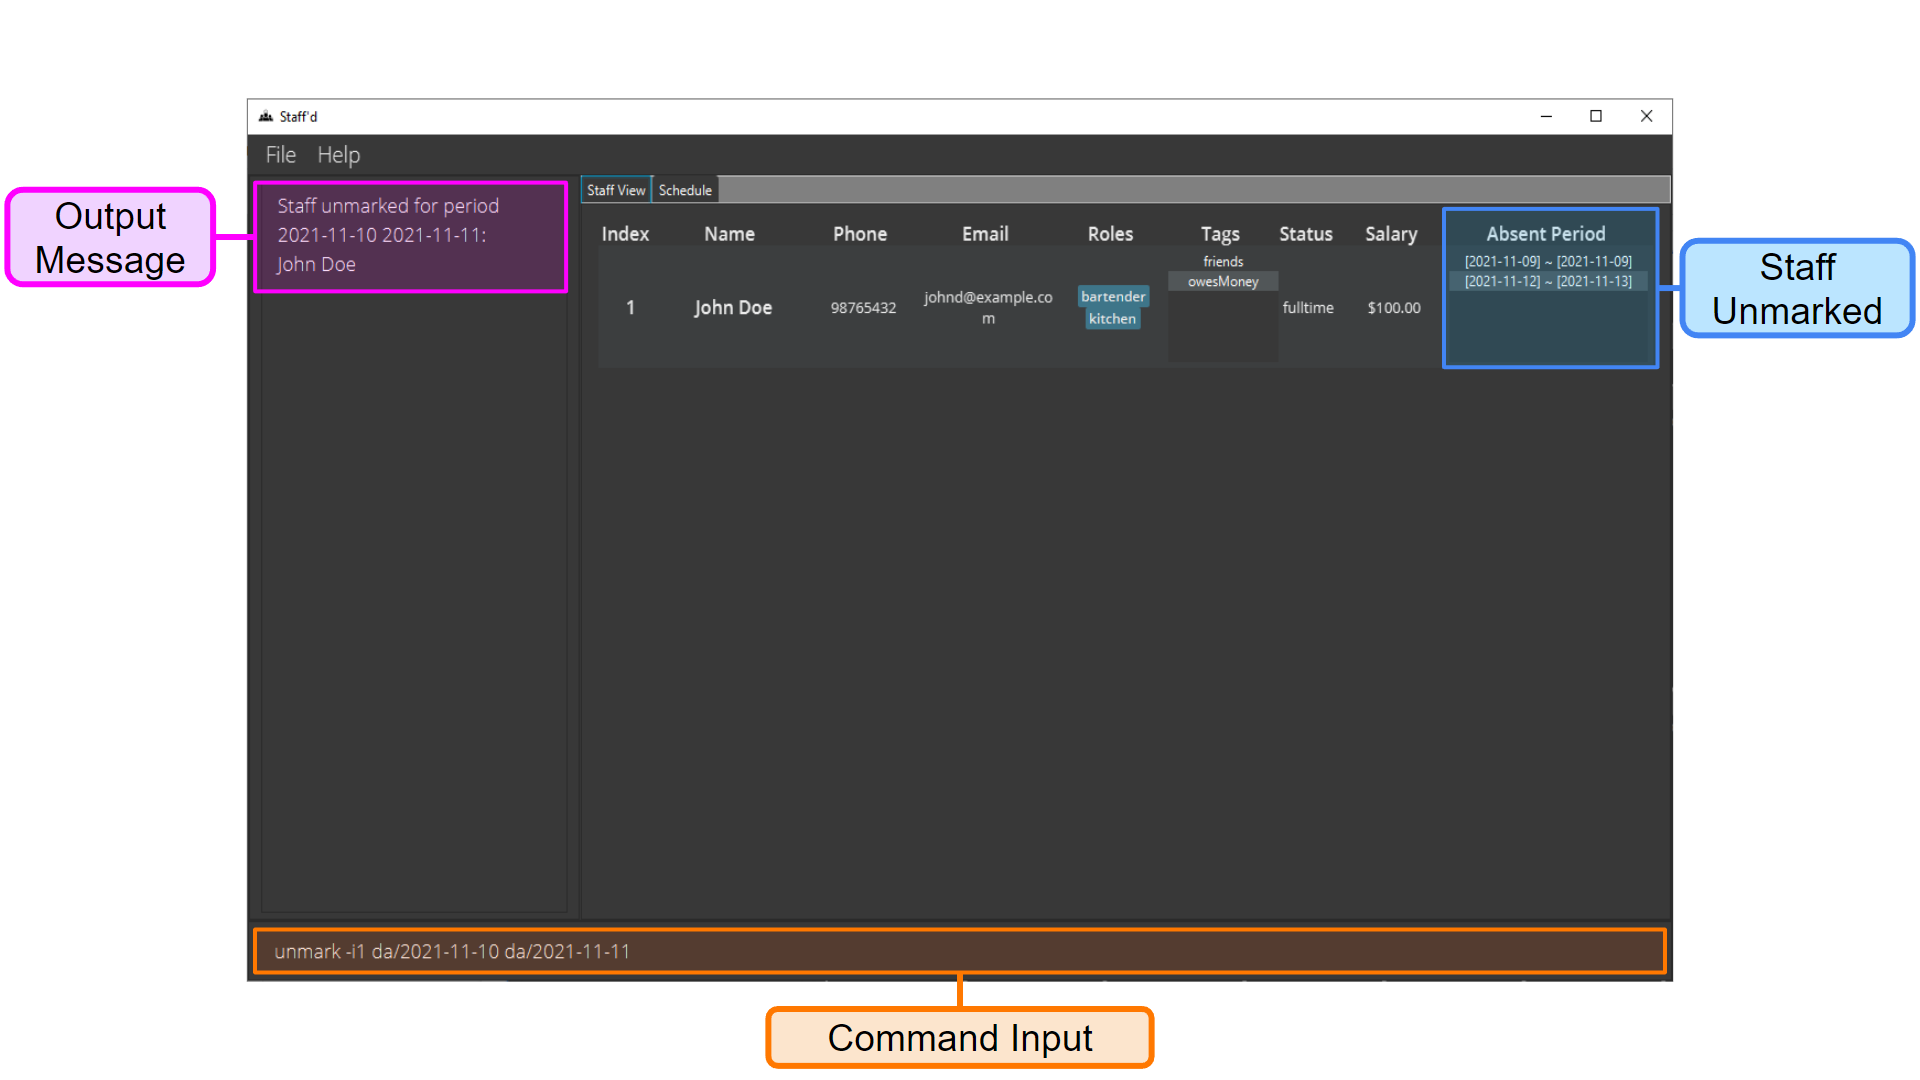 Staff'd
File Help
Output
Message
Staff unmarked for period
2021-11-10 2021-11-11:
John Doe
Staff View Schedule
Index Name Phone Email Roles Tags Status Salary Absent Period
1 John Doe 98765432 johnd@example.co
m
bartender
kitchen
friends
owesMoney
fulltime $100.00
[2021-11-09] ~ [2021-11-09]
[2021-11-12] ~ [2021-11-13]
Staff
Unmarked
unmark -i1 da/2021-11-10 da/2021-11-11
Command Input